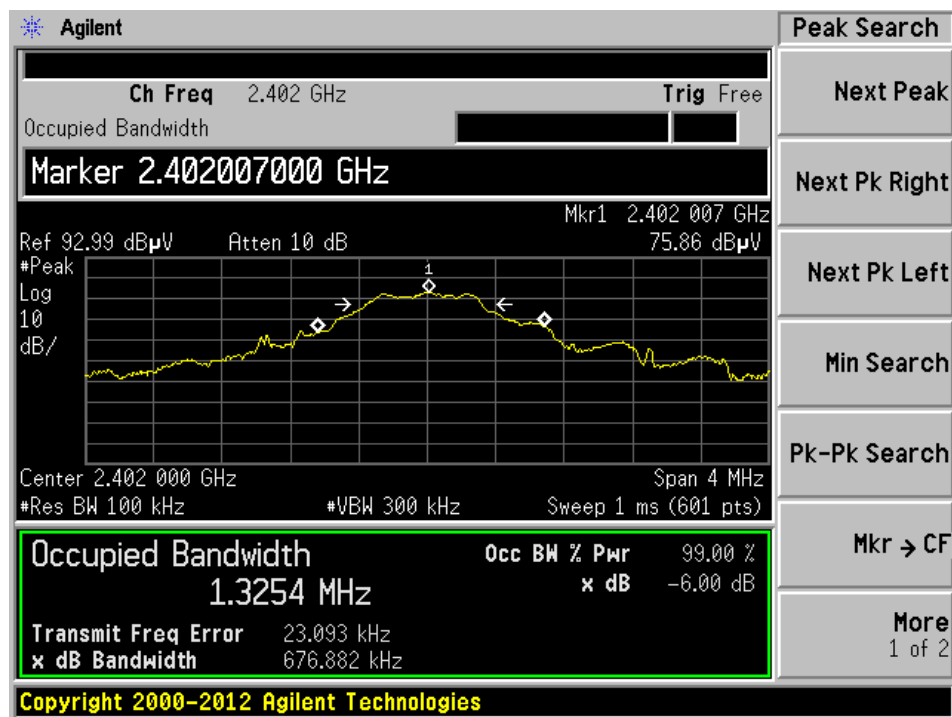 Agilent
Peak Search
Ch Freq 2.402 GHz Trig Free
Occupied Bandwidth
Marker 2.402007000 GHz
Mkr1 2.402 007 GHz
Ref 92.99 dBµV Atten 10 dB 75.86 dBµV
#Peak
Log
10
dB/
1
Center 2.402 000 GHz Span 4 MHz
#Res BW 100 kHz #VBW 300 kHz Sweep 1 ms (601 pts)
Occupied Bandwidth Occ BW % Pwr 99.00 %
1.3254 MHz x dB -6.00 dB
Transmit Freq Error 23.093 kHz
x dB Bandwidth 676.882 kHz
Copyright 2000-2012 Agilent Technologies
Next Peak
Next Pk Right
Next Pk Left
Min Search
Pk-Pk Search
Mkr → CF
More
1 of 2